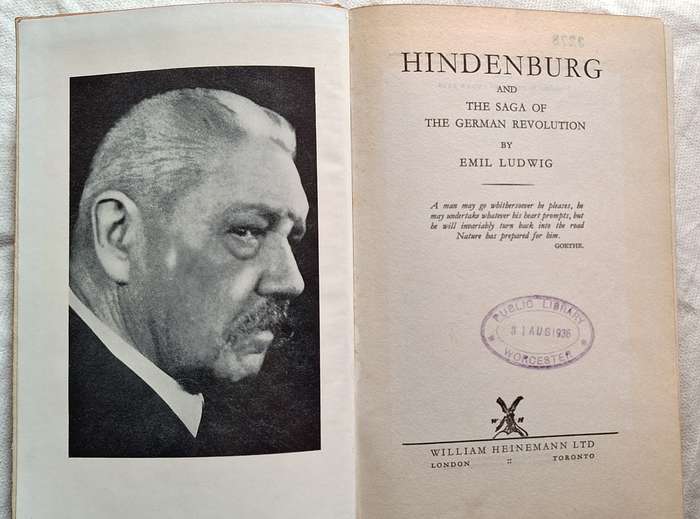 HINDENBURG
AND
THE SAGA OF
THE GERMAN REVOLUTION
BY
EMIL LUDWIG
A man may go whithersoever he pleases, he
may undertake whatever his heart prompts, but
he will invariably turn back into the road
Nature has prepared for him.
GOETHE.
PUBLIC LIBRARY
31 AUG 1936
WORCESTER
W H
WILLIAM HEINEMANN LTD
LONDON :: TORONTO